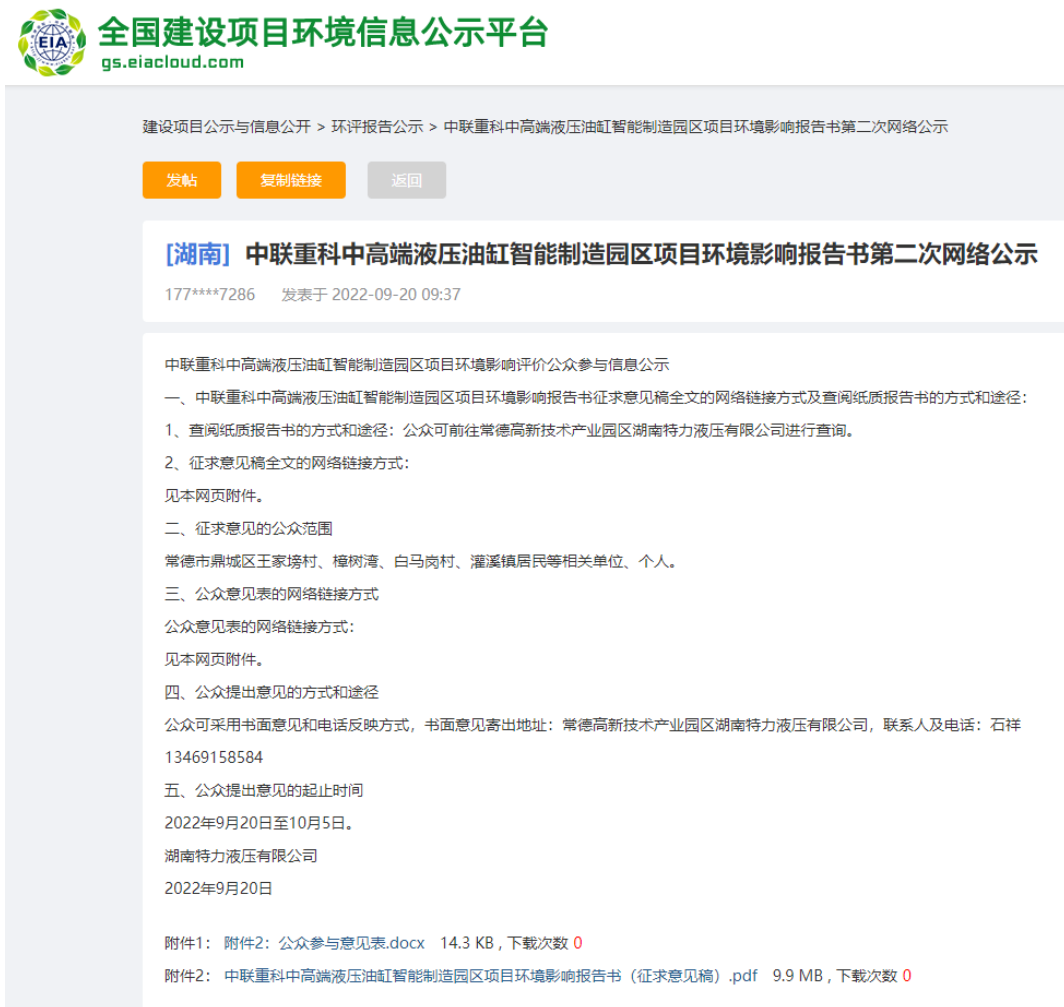 EIA
全国建设项目环境信息公示平台
gs.eiacloud.com
建设项目公示与信息公开 > 环评报告公示 > 中联重科中高端液压油缸智能制造园区项目环境影响报告书第二次网络公示
发帖 复制链接 返回
[湖南] 中联重科中高端液压油缸智能制造园区项目环境影响报告书第二次网络公示
177****7286 发表于 2022-09-20 09:37
中联重科中高端液压油缸智能制造园区项目环境影响评价公众参与信息公示
一、中联重科中高端液压油缸智能制造园区项目环境影响报告书征求意见稿全文的网络链接方式及查阅纸质报告书的方式和途径：
1、查阅纸质报告书的方式和途径：公众可前往常德高新技术产业园区湖南特力液压有限公司进行查询。
2、征求意见稿全文的网络链接方式：
见本网页附件。
二、征求意见的公众范围
常德市鼎城区王家塝村、樟树湾、白马岗村、灌溪镇居民等相关单位、个人。
三、公众意见表的网络链接方式
公众意见表的网络链接方式：
见本网页附件。
四、公众提出意见的方式和途径
公众可采用书面意见和电话反映方式，书面意见寄出地址：常德高新技术产业园区湖南特力液压有限公司，联系人及电话：石祥
13469158584
五、公众提出意见的起止时间
2022年9月20日至10月5日。
湖南特力液压有限公司
2022年9月20日
附件1： 附件2：公众参与意见表.docx 14.3 KB , 下载次数 0
附件2： 中联重科中高端液压油缸智能制造园区项目环境影响报告书（征求意见稿）.pdf 9.9 MB , 下载次数 0